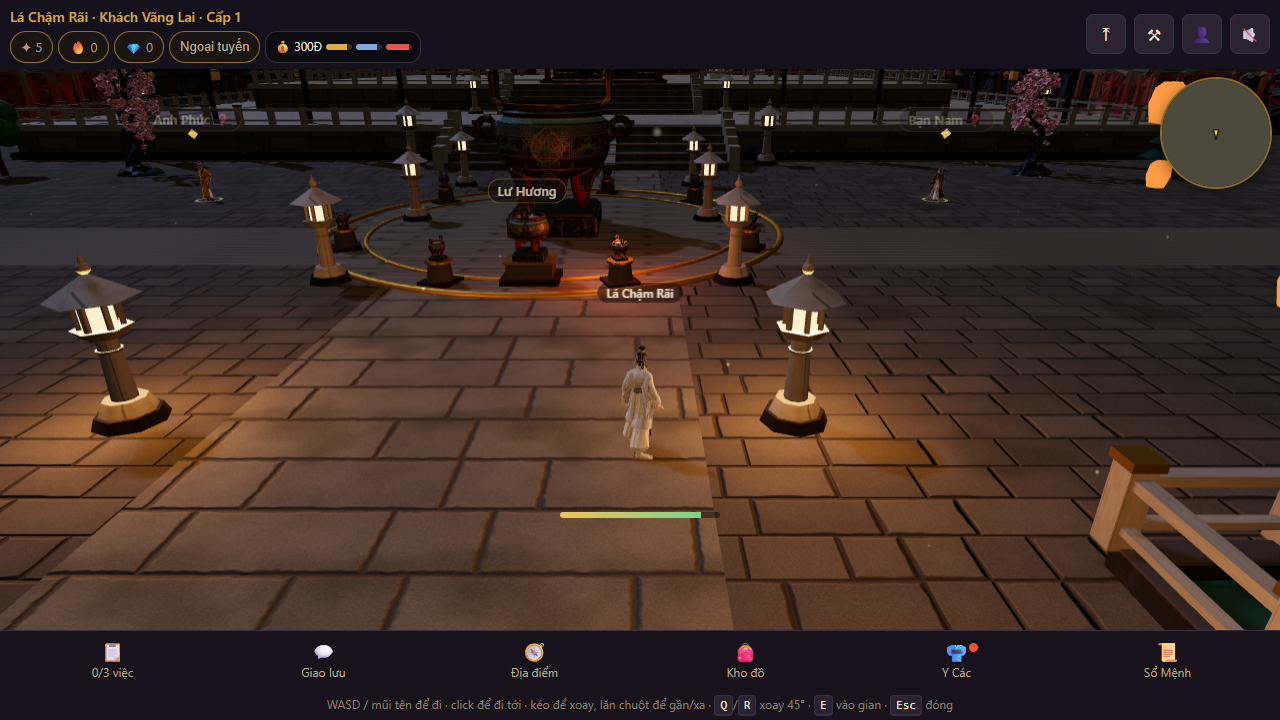 Lá Chậm Rãi · Khách Vãng Lai · Cấp 1
5 0 0 Ngoại tuyến 300Đ
Anh Phúc ?
Bạn Nam ?
Lư Hương
Lá Chậm Rãi
0/3 việc
Giao lưu
Địa điểm
Kho đồ
Y Các
Sổ Mệnh
WASD / mũi tên để đi · click để đi tới · kéo để xoay, lăn chuột để gần/xa · Q / R xoay 45° · E vào gian · Esc đóng